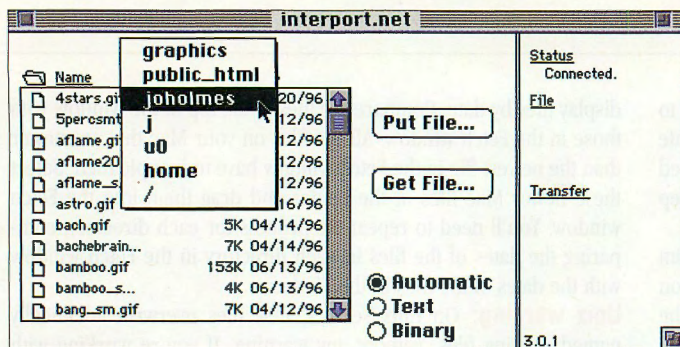 interport.net
graphics
public_html
joholmes
j
u0
home
/
Name
4stars.gi 20/96
5percsmt 12/96
aflame.gi 12/96
aflame20 12/96
aflame_s 12/96
astro.gif 16/96
bach.gif 5K 04/14/96
bachebrain... 7K 04/14/96
bamboo.gif 153K 06/13/96
bamboo_s... 4K 06/13/96
bang_sm.gif 7K 04/12/96
Put File...
Get File...
Automatic
Text
Binary
Status
Connected.
File
Transfer
3.0.1